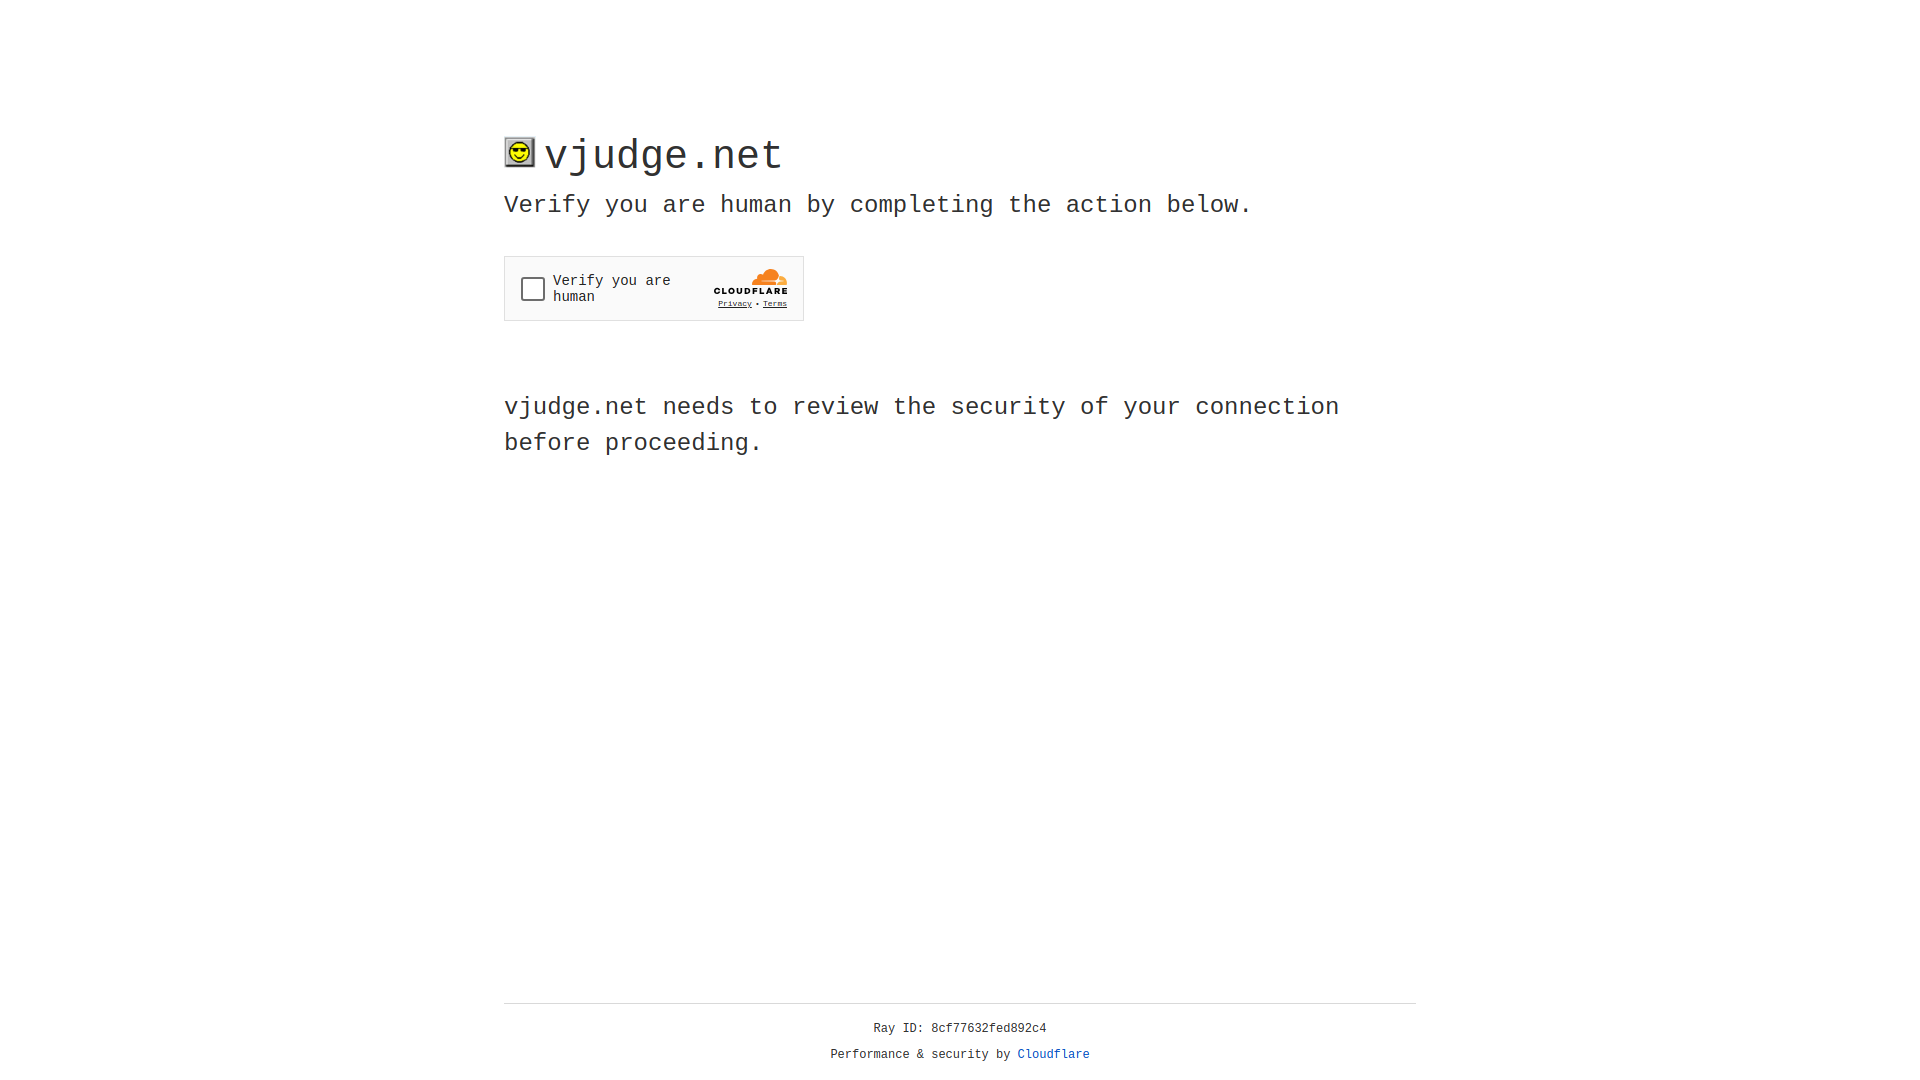 vjudge.net
Verify you are human by completing the action below.
Verify you are
human
CLOUDFLARE
Privacy • Terms
vjudge.net needs to review the security of your connection
before proceeding.
Ray ID: 8cf77632fed892c4
Performance & security by Cloudflare